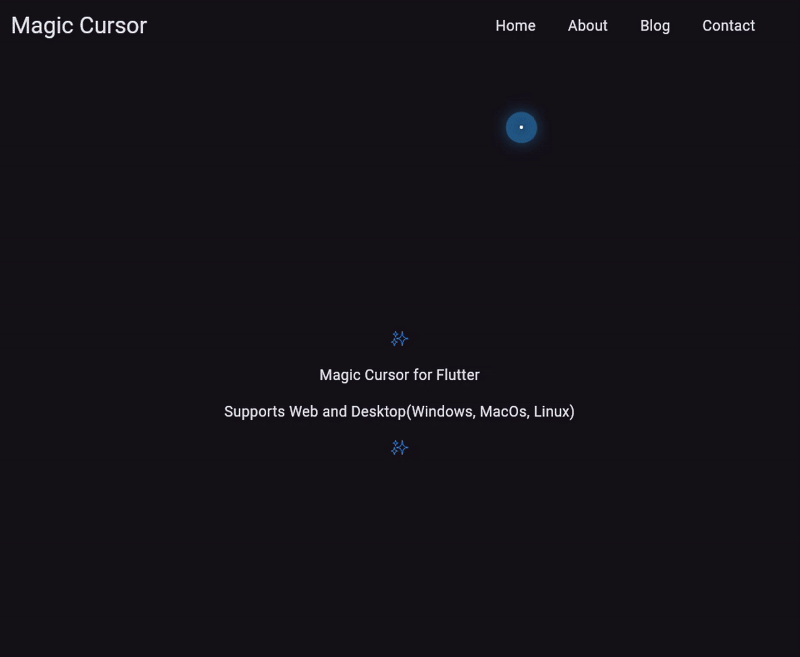 Magic Cursor
Home About Blog Contact
Magic Cursor for Flutter
Supports Web and Desktop(Windows, MacOs, Linux)